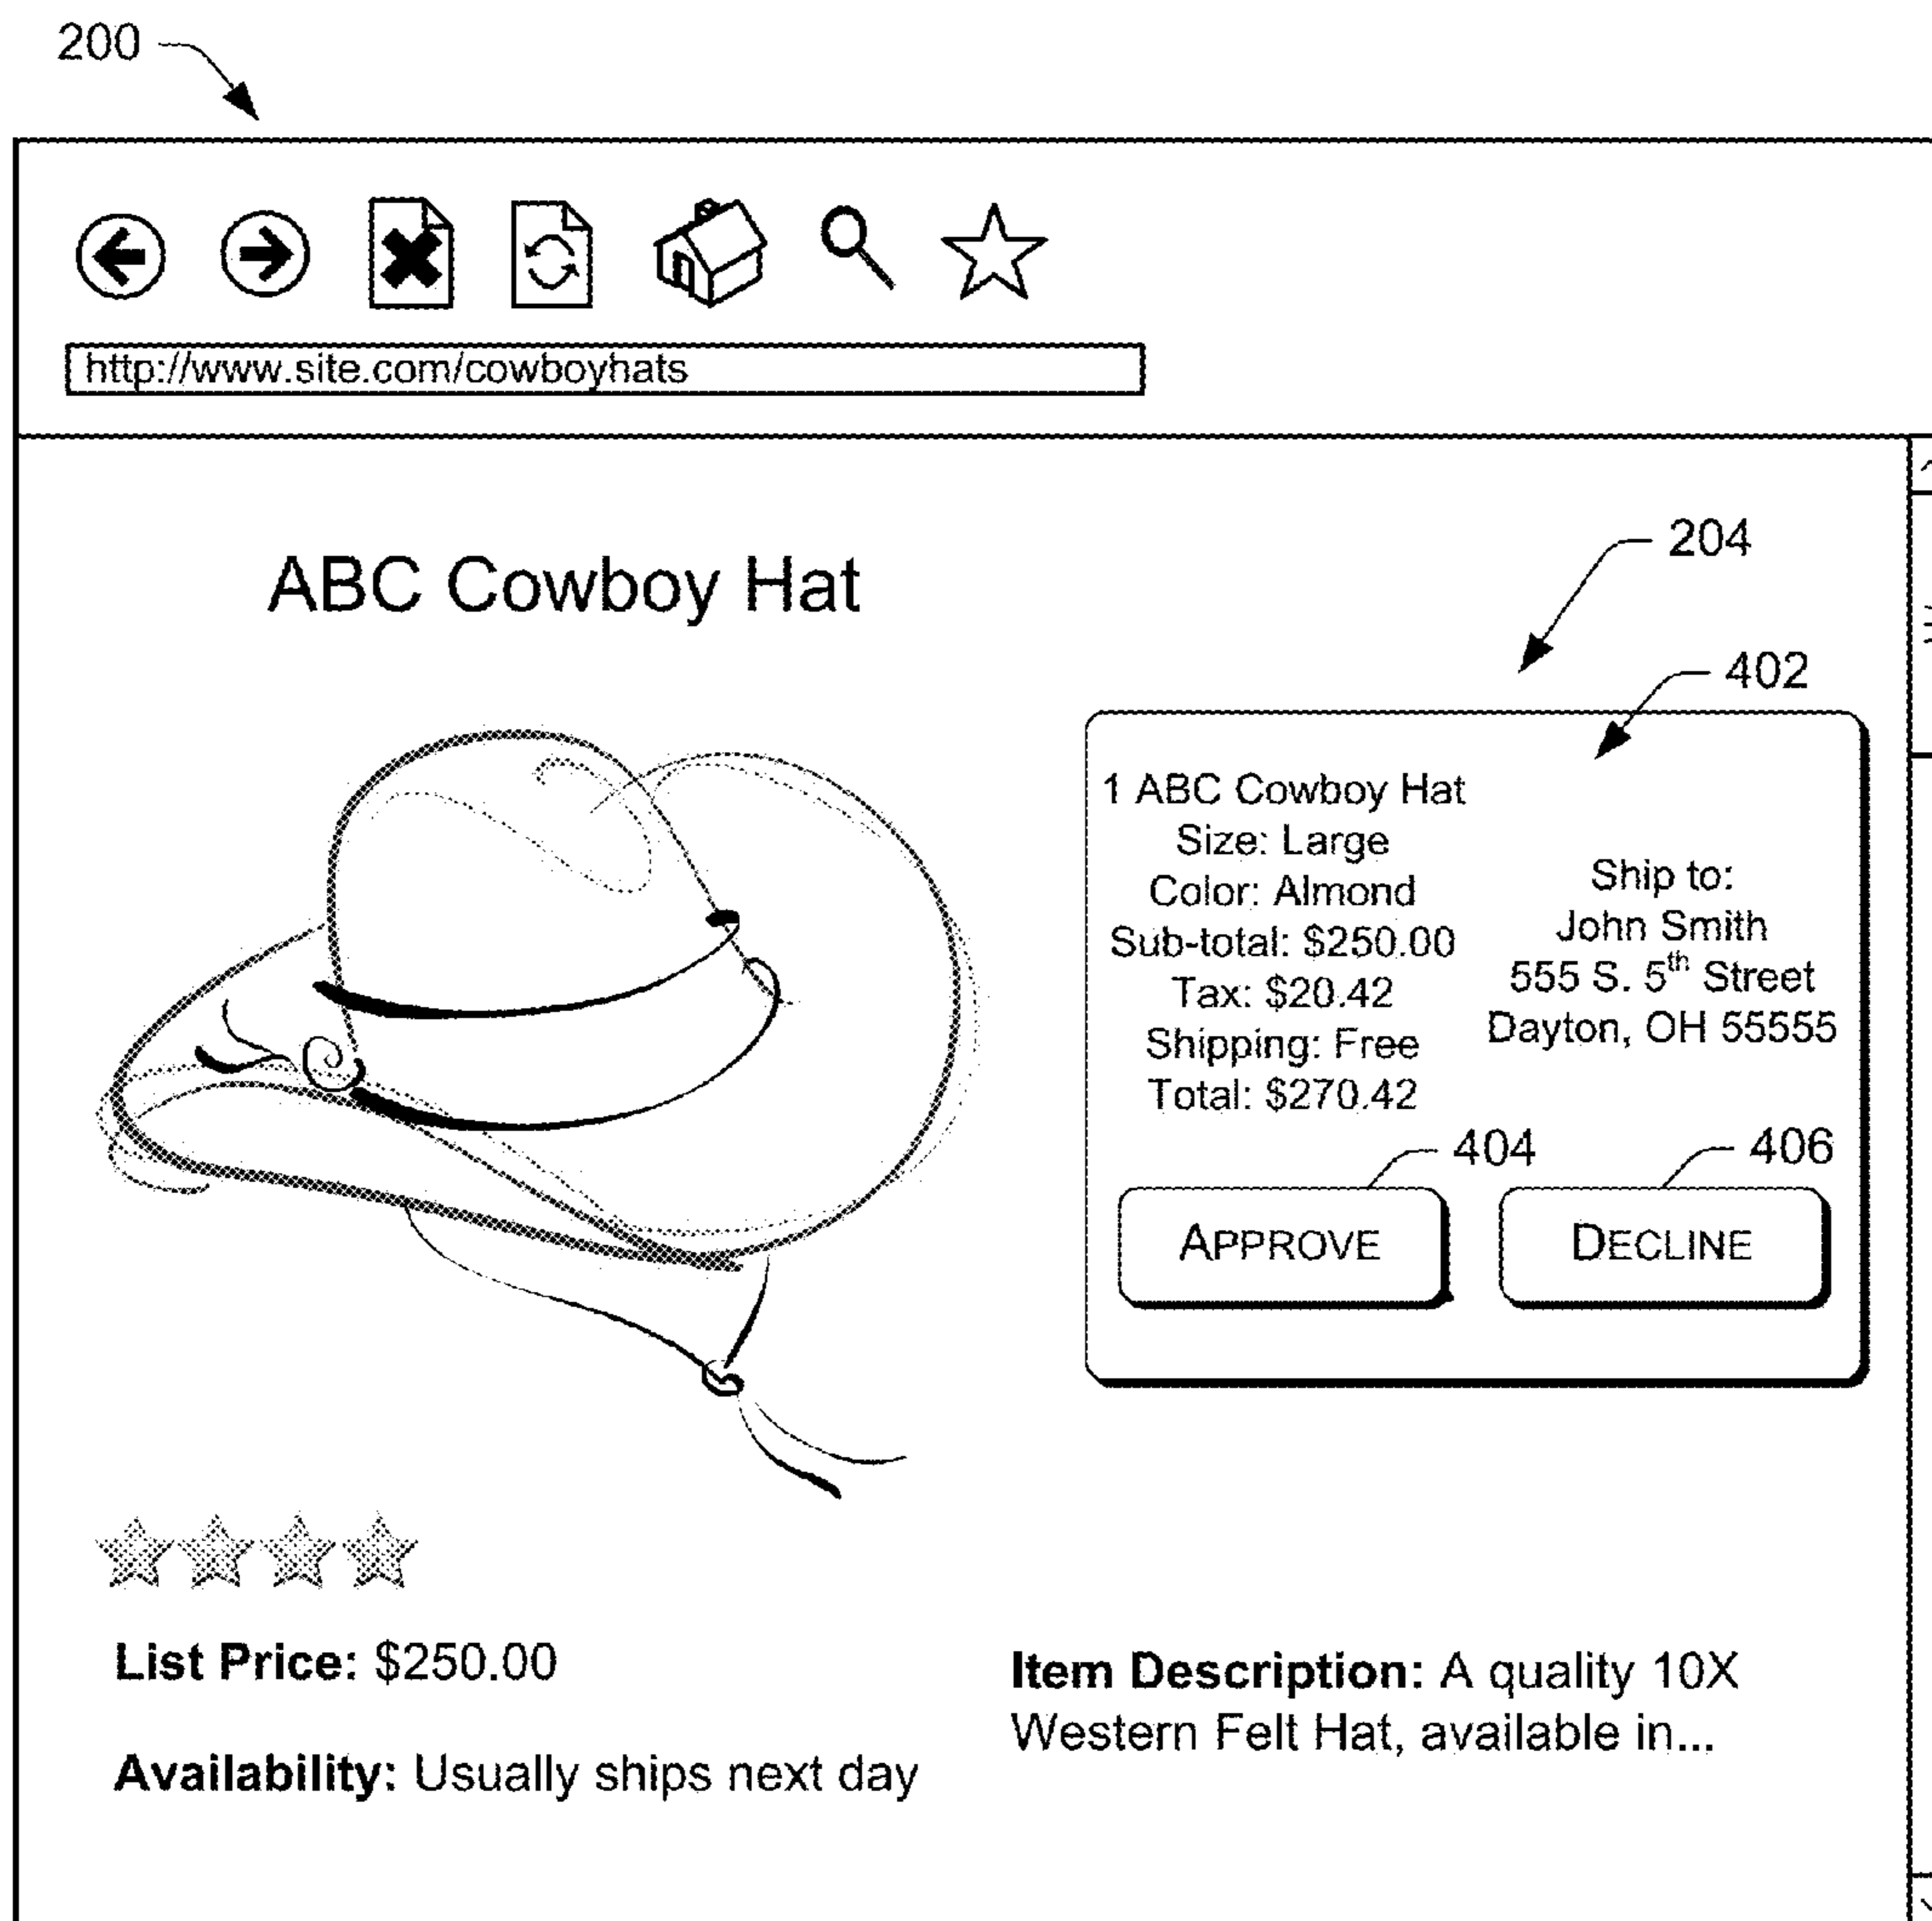 200
http://www.site.com/cowboyhats
ABC Cowboy Hat
204
402
1 ABC Cowboy Hat
Size: Large
Color: Almond
Sub-total: $250.00
Tax: $20.42
Shipping: Free
Total: $270.42
Ship to:
John Smith
555 S. 5th Street
Dayton, OH 55555
404
406
APPROVE
DECLINE
List Price: $250.00
Availability: Usually ships next day
Item Description: A quality 10X
Western Felt Hat, available in...